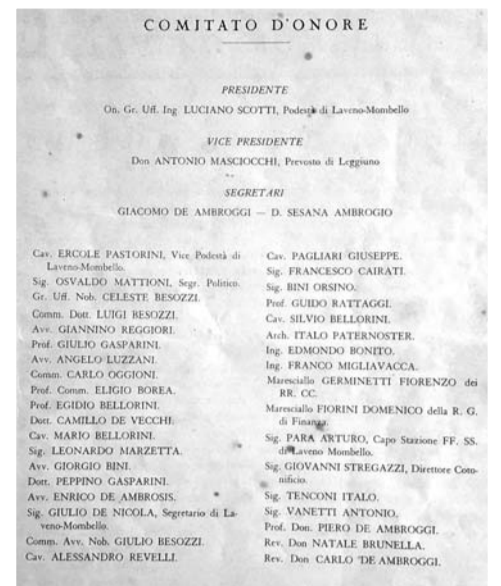 COMITATO D'ONORE
PRESIDENTE
On. Gr. Uff. Ing. LUCIANO SCOTTI, Podestà di Laveno-Mombello
VICE PRESIDENTE
Don ANTONIO MASCIOCCHI, Prevosto di Leggiuno
SEGRETARI
GIACOMO DE AMBROGGI — D. SESANA AMBROGIO
Cav. ERCOLE PASTORINI, Vice Podestà di
Laveno-Mombello.
Sig. OSVALDO MATTIONI, Segr. Politico.
Gr. Uff. Nob. CELESTE BESOZZI.
Comm. Dott. LUIGI BESOZZI.
Avv. GIANNINO REGGIORI.
Prof. GIULIO GASPARINI.
Avv. ANGELO LUZZANI.
Comm. CARLO OGGIONI.
Prof. Comm. ELIGIO BOREA.
Prof. EGIDIO BELLORINI.
Dott. CAMILLO DE VECCHI.
Cav. MARIO BELLORINI.
Sig. LEONARDO MARZETTA.
Avv. GIORGIO BINI.
Dott. PEPPINO GASPARINI.
Avv. ENRICO DE AMBROSIS.
Sig. GIULIO DE NICOLA, Segretario di La-
veno-Mombello.
Comm. Avv. Nob. GIULIO BESOZZI.
Cav. ALESSANDRO REVELLI.
Cav. PAGLIARI GIUSEPPE.
Sig. FRANCESCO CAIRATI.
Sig. BINI ORSINO.
Prof. GUIDO RATTAGGI.
Cav. SILVIO BELLORINI.
Arch. ITALO PATERNOSTER.
Ing. EDMONDO BONITO.
Ing. FRANCO MIGLIAVACCA.
Maresciallo GERMINETTI FIORENZO dei
RR. CC.
Maresciallo FIORINI DOMENICO della R. G.
di Finanza.
Sig. PARA ARTURO, Capo Stazione FF. SS.
di Laveno Mombello.
Sig. GIOVANNI STREGAZZI, Direttore Coto-
nificio.
Sig. TENCONI ITALO.
Sig. VANETTI ANTONIO.
Prof. Don. PIERO DE AMBROGGI.
Rev. Don NATALE BRUNELLA.
Rev. Don CARLO DE AMBROGGI.